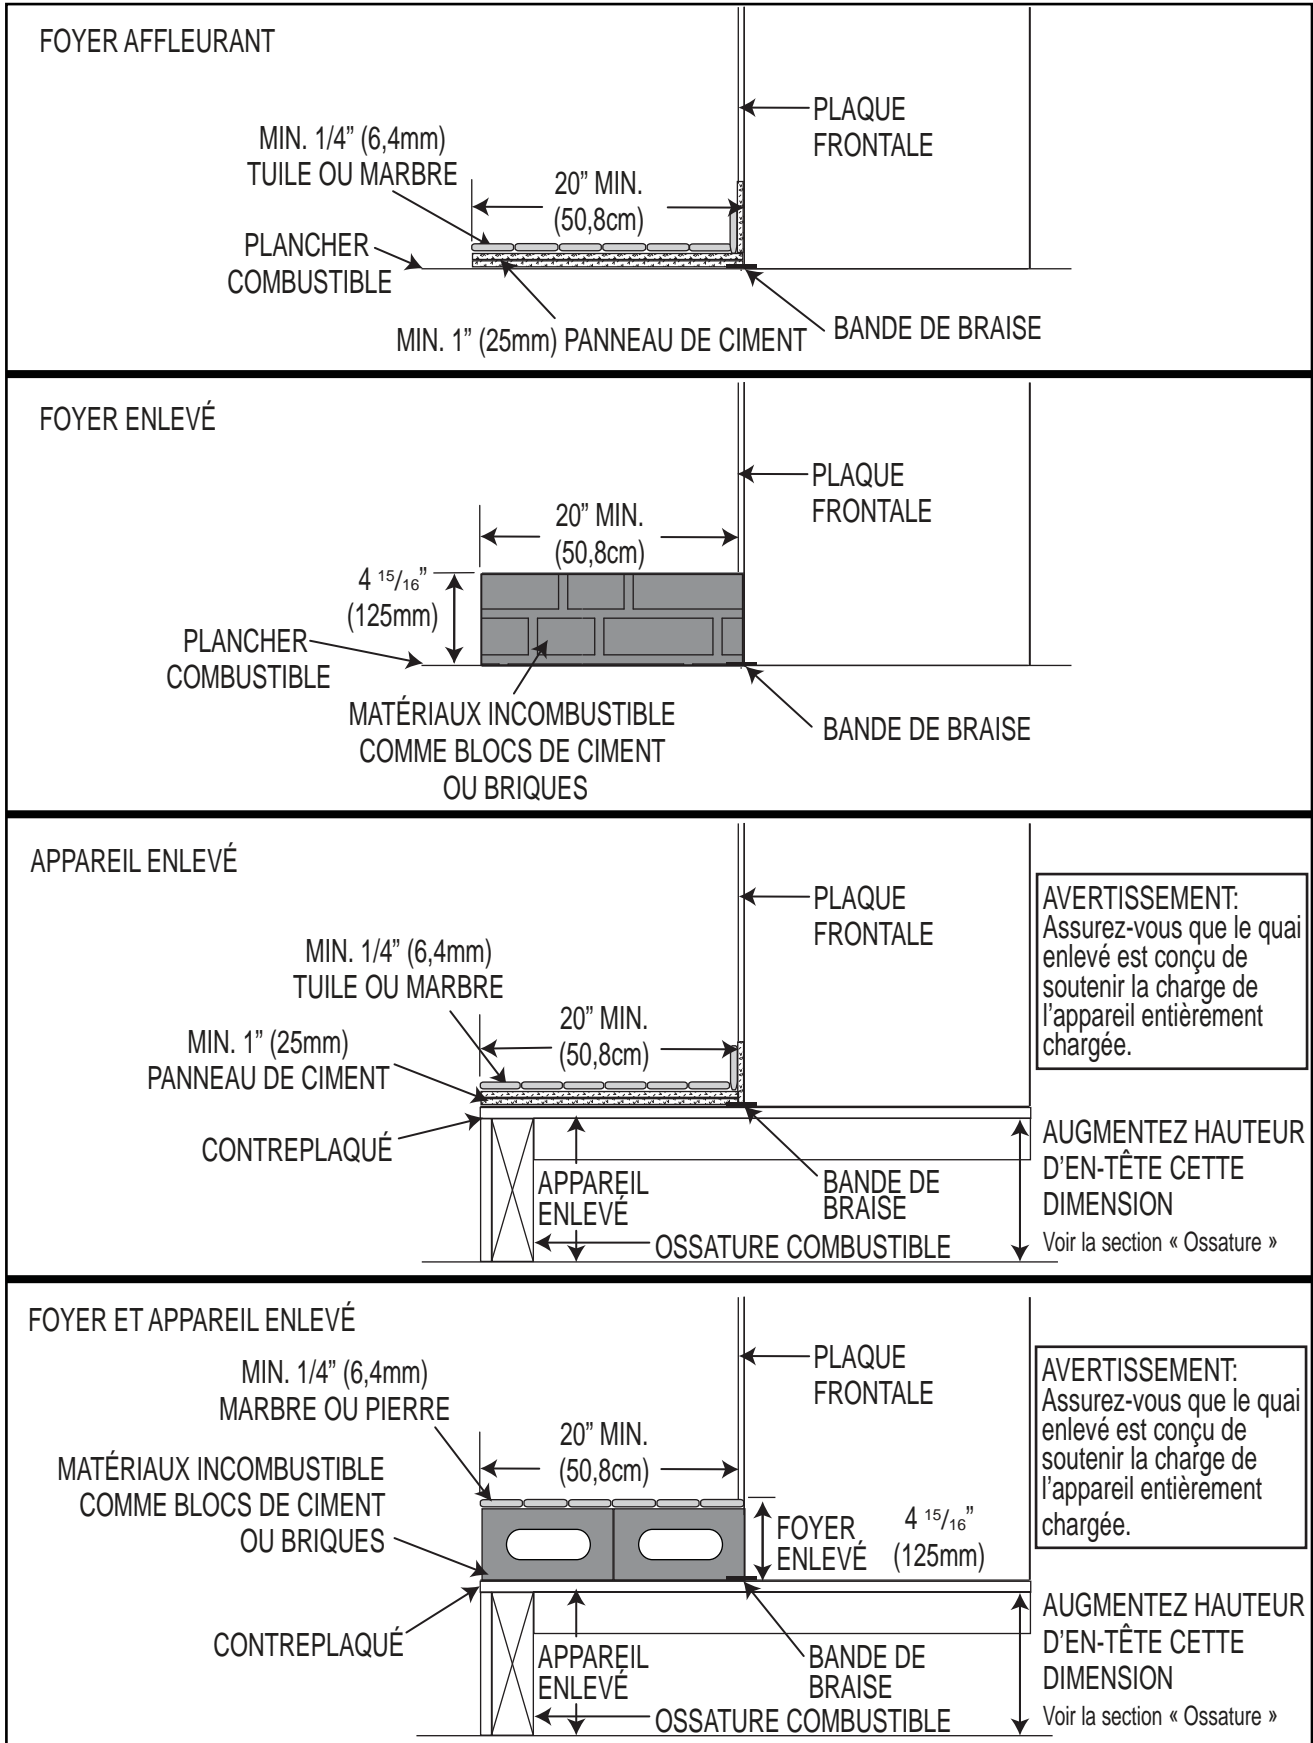 FOYER AFFLEURANT
MIN. 1/4” (6,4mm)
TUILE OU MARBRE
20” MIN.
(50,8cm)
PLAQUE
FRONTALE
PLANCHER
COMBUSTIBLE
MIN. 1” (25mm) PANNEAU DE CIMENT
BANDE DE BRAISE
FOYER ENLEVÉ
PLAQUE
FRONTALE
20” MIN.
(50,8cm)
4 15/16”
(125mm)
PLANCHER
COMBUSTIBLE
MATÉRIAUX INCOMBUSTIBLE
COMME BLOCS DE CIMENT
OU BRIQUES
BANDE DE BRAISE
APPAREIL ENLEVÉ
PLAQUE
FRONTALE
AVERTISSEMENT:
Assurez-vous que le quai
enlevé est conçu de
soutenir la charge de
l’appareil entièrement
chargée.
MIN. 1/4” (6,4mm)
TUILE OU MARBRE
20” MIN.
(50,8cm)
MIN. 1” (25mm)
PANNEAU DE CIMENT
CONTREPLAQUÉ
APPAREIL
ENLEVÉ
BANDE DE
BRAISE
OSSATURE COMBUSTIBLE
AUGMENTEZ HAUTEUR
D’EN-TÊTE CETTE
DIMENSION
Voir la section « Ossature »
FOYER ET APPAREIL ENLEVÉ
MIN. 1/4” (6,4mm)
MARBRE OU PIERRE
PLAQUE
FRONTALE
AVERTISSEMENT:
Assurez-vous que le quai
enlevé est conçu de
soutenir la charge de
l’appareil entièrement
chargée.
20” MIN.
(50,8cm)
MATÉRIAUX INCOMBUSTIBLE
COMME BLOCS DE CIMENT
OU BRIQUES
FOYER
ENLEVÉ
4 15/16”
(125mm)
CONTREPLAQUÉ
APPAREIL
ENLEVÉ
BANDE DE
BRAISE
OSSATURE COMBUSTIBLE
AUGMENTEZ HAUTEUR
D’EN-TÊTE CETTE
DIMENSION
Voir la section « Ossature »